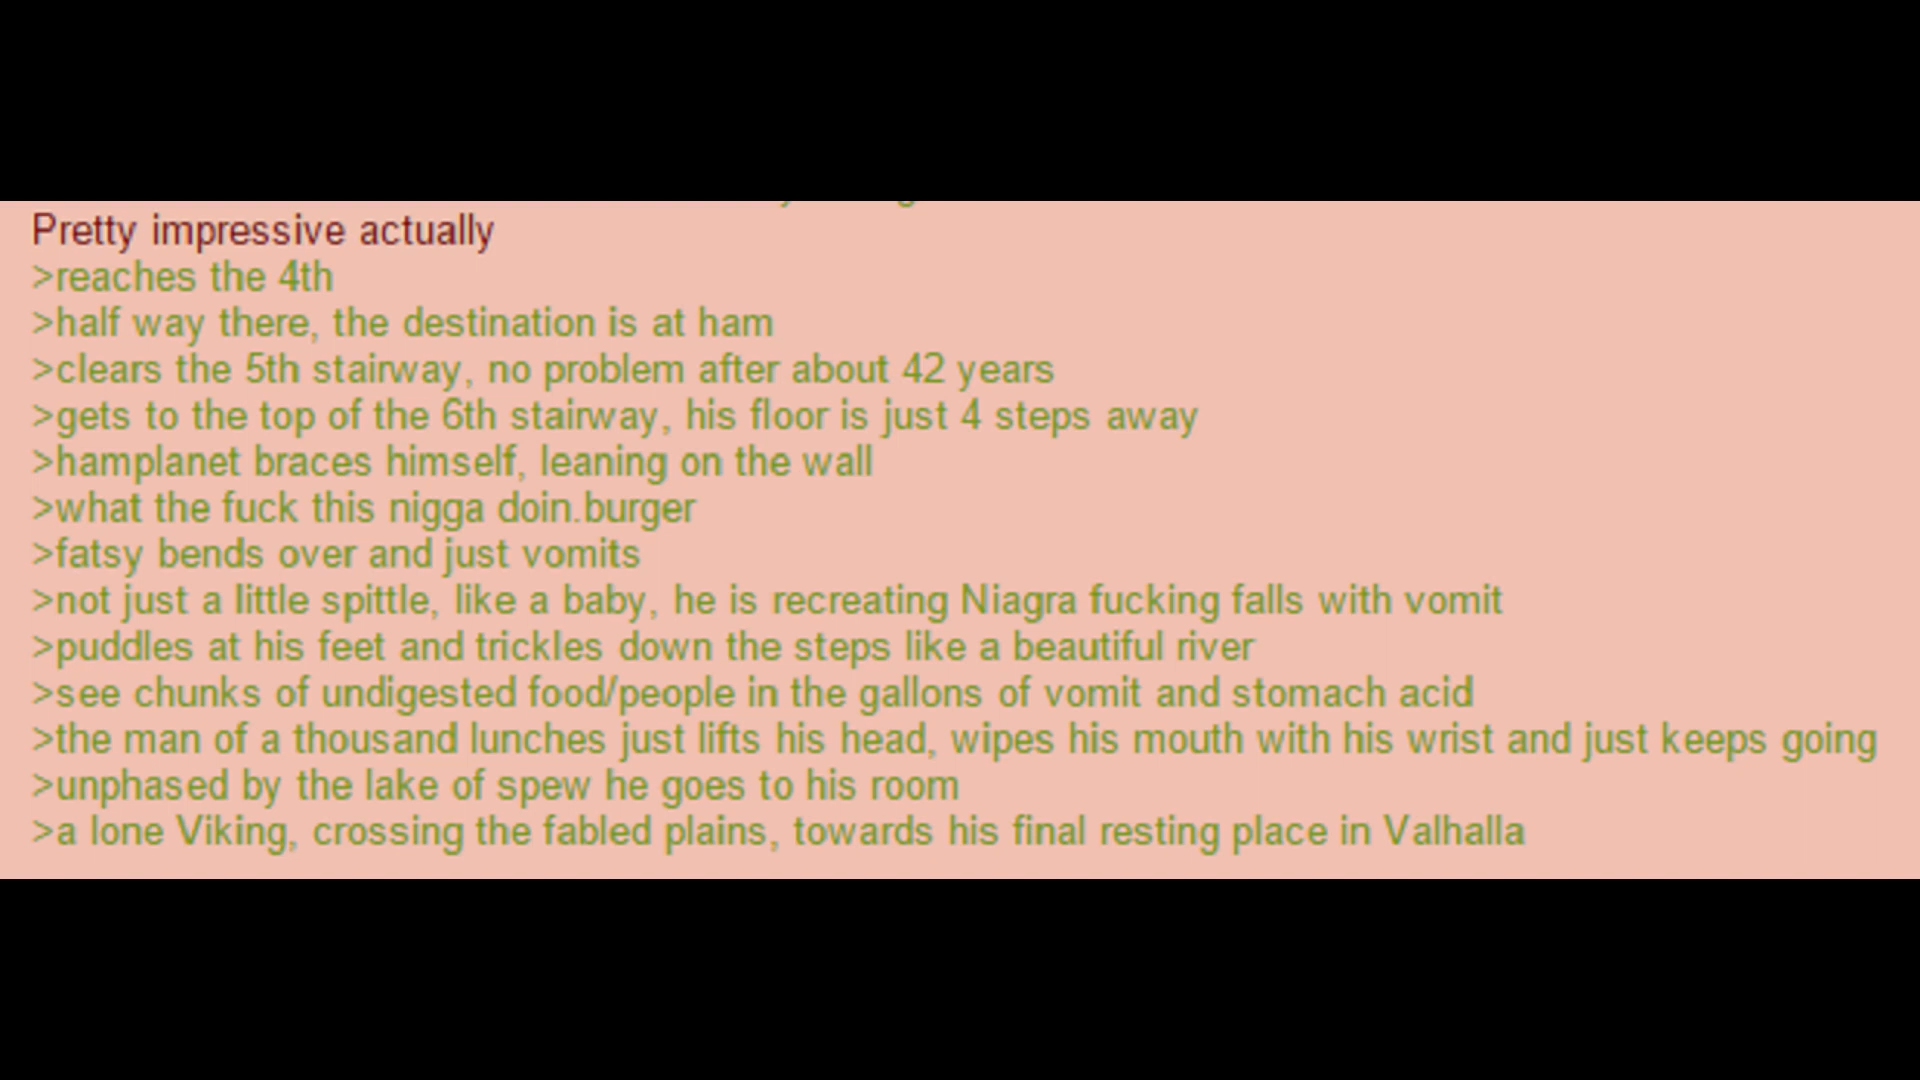 Pretty impressive actually
>reaches the 4th
>half way there, the destination is at ham
>clears the 5th stairway, no problem after about 42 years
>gets to the top of the 6th stairway, his floor is just 4 steps away
>hamplanet braces himself, leaning on the wall
>what the fuck this nigga doin.burger
>fatsy bends over and just vomits
>not just a little spittle, like a baby, he is recreating Niagra fucking falls with vomit
>puddles at his feet and trickles down the steps like a beautiful river
>see chunks of undigested food/people in the gallons of vomit and stomach acid
>the man of a thousand lunches just lifts his head, wipes his mouth with his wrist and just keeps going
>unphased by the lake of spew he goes to his room
>a lone Viking, crossing the fabled plains, towards his final resting place in Valhalla